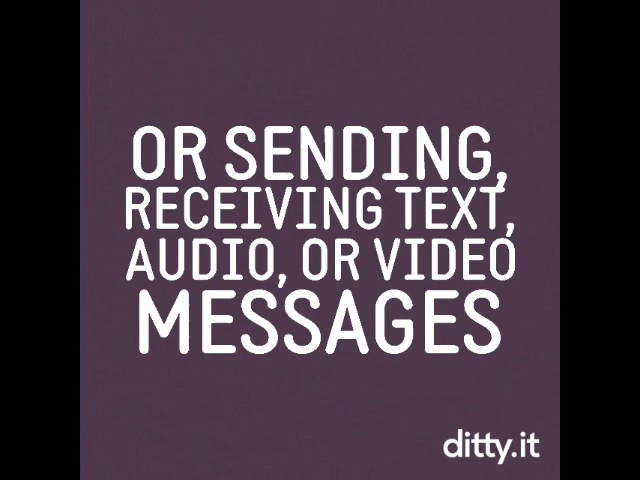 OR SENDING,
RECEIVING TEXT,
AUDIO, OR VIDEO
MESSAGES
ditty.it